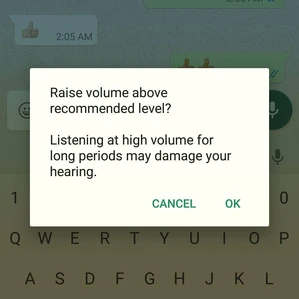 2:05 AM
Raise volume above
recommended level?
Listening at high volume for
long periods may damage your
hearing.
CANCEL OK
1 0
Q W E R T Y U I O P
A S D F G H J K L